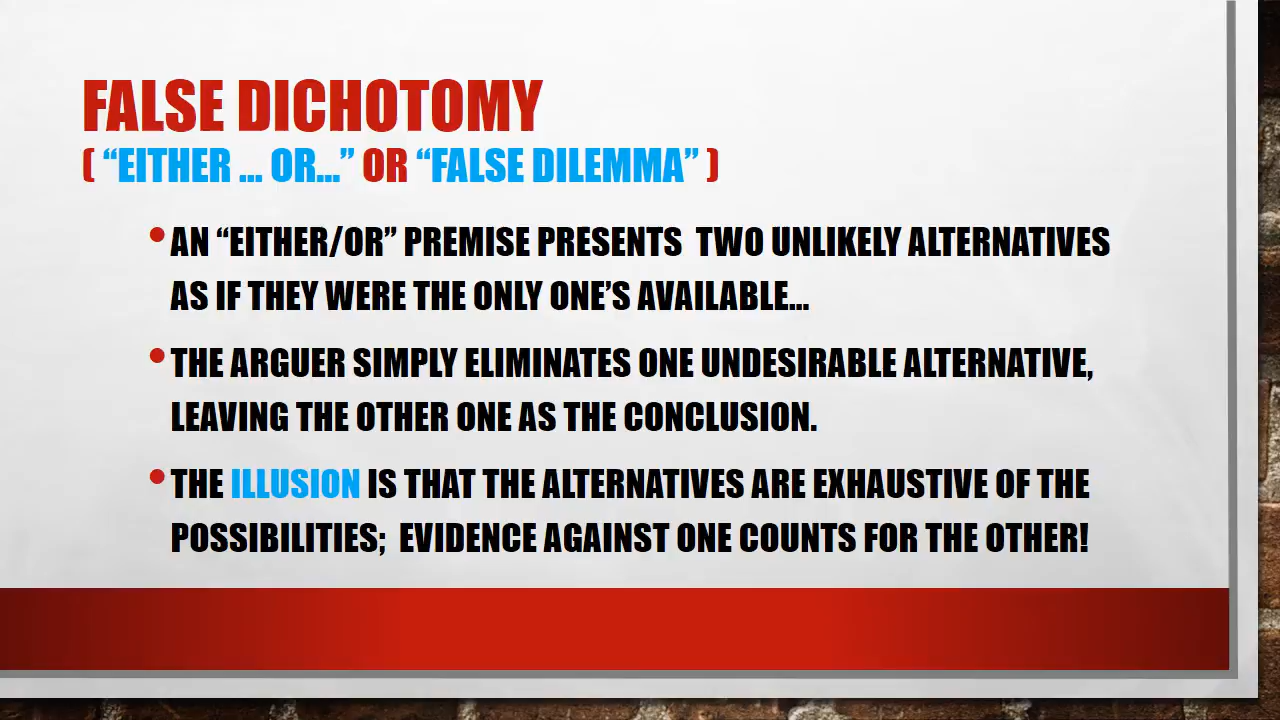 FALSE DICHOTOMY
( “EITHER ... OR...” OR “FALSE DILEMMA” )
•AN “EITHER/OR” PREMISE PRESENTS  TWO UNLIKELY ALTERNATIVES
AS IF THEY WERE THE ONLY ONE’S AVAILABLE...
•THE ARGUER SIMPLY ELIMINATES ONE UNDESIRABLE ALTERNATIVE,
LEAVING THE OTHER ONE AS THE CONCLUSION.
•THE ILLUSION IS THAT THE ALTERNATIVES ARE EXHAUSTIVE OF THE
POSSIBILITIES;  EVIDENCE AGAINST ONE COUNTS FOR THE OTHER!